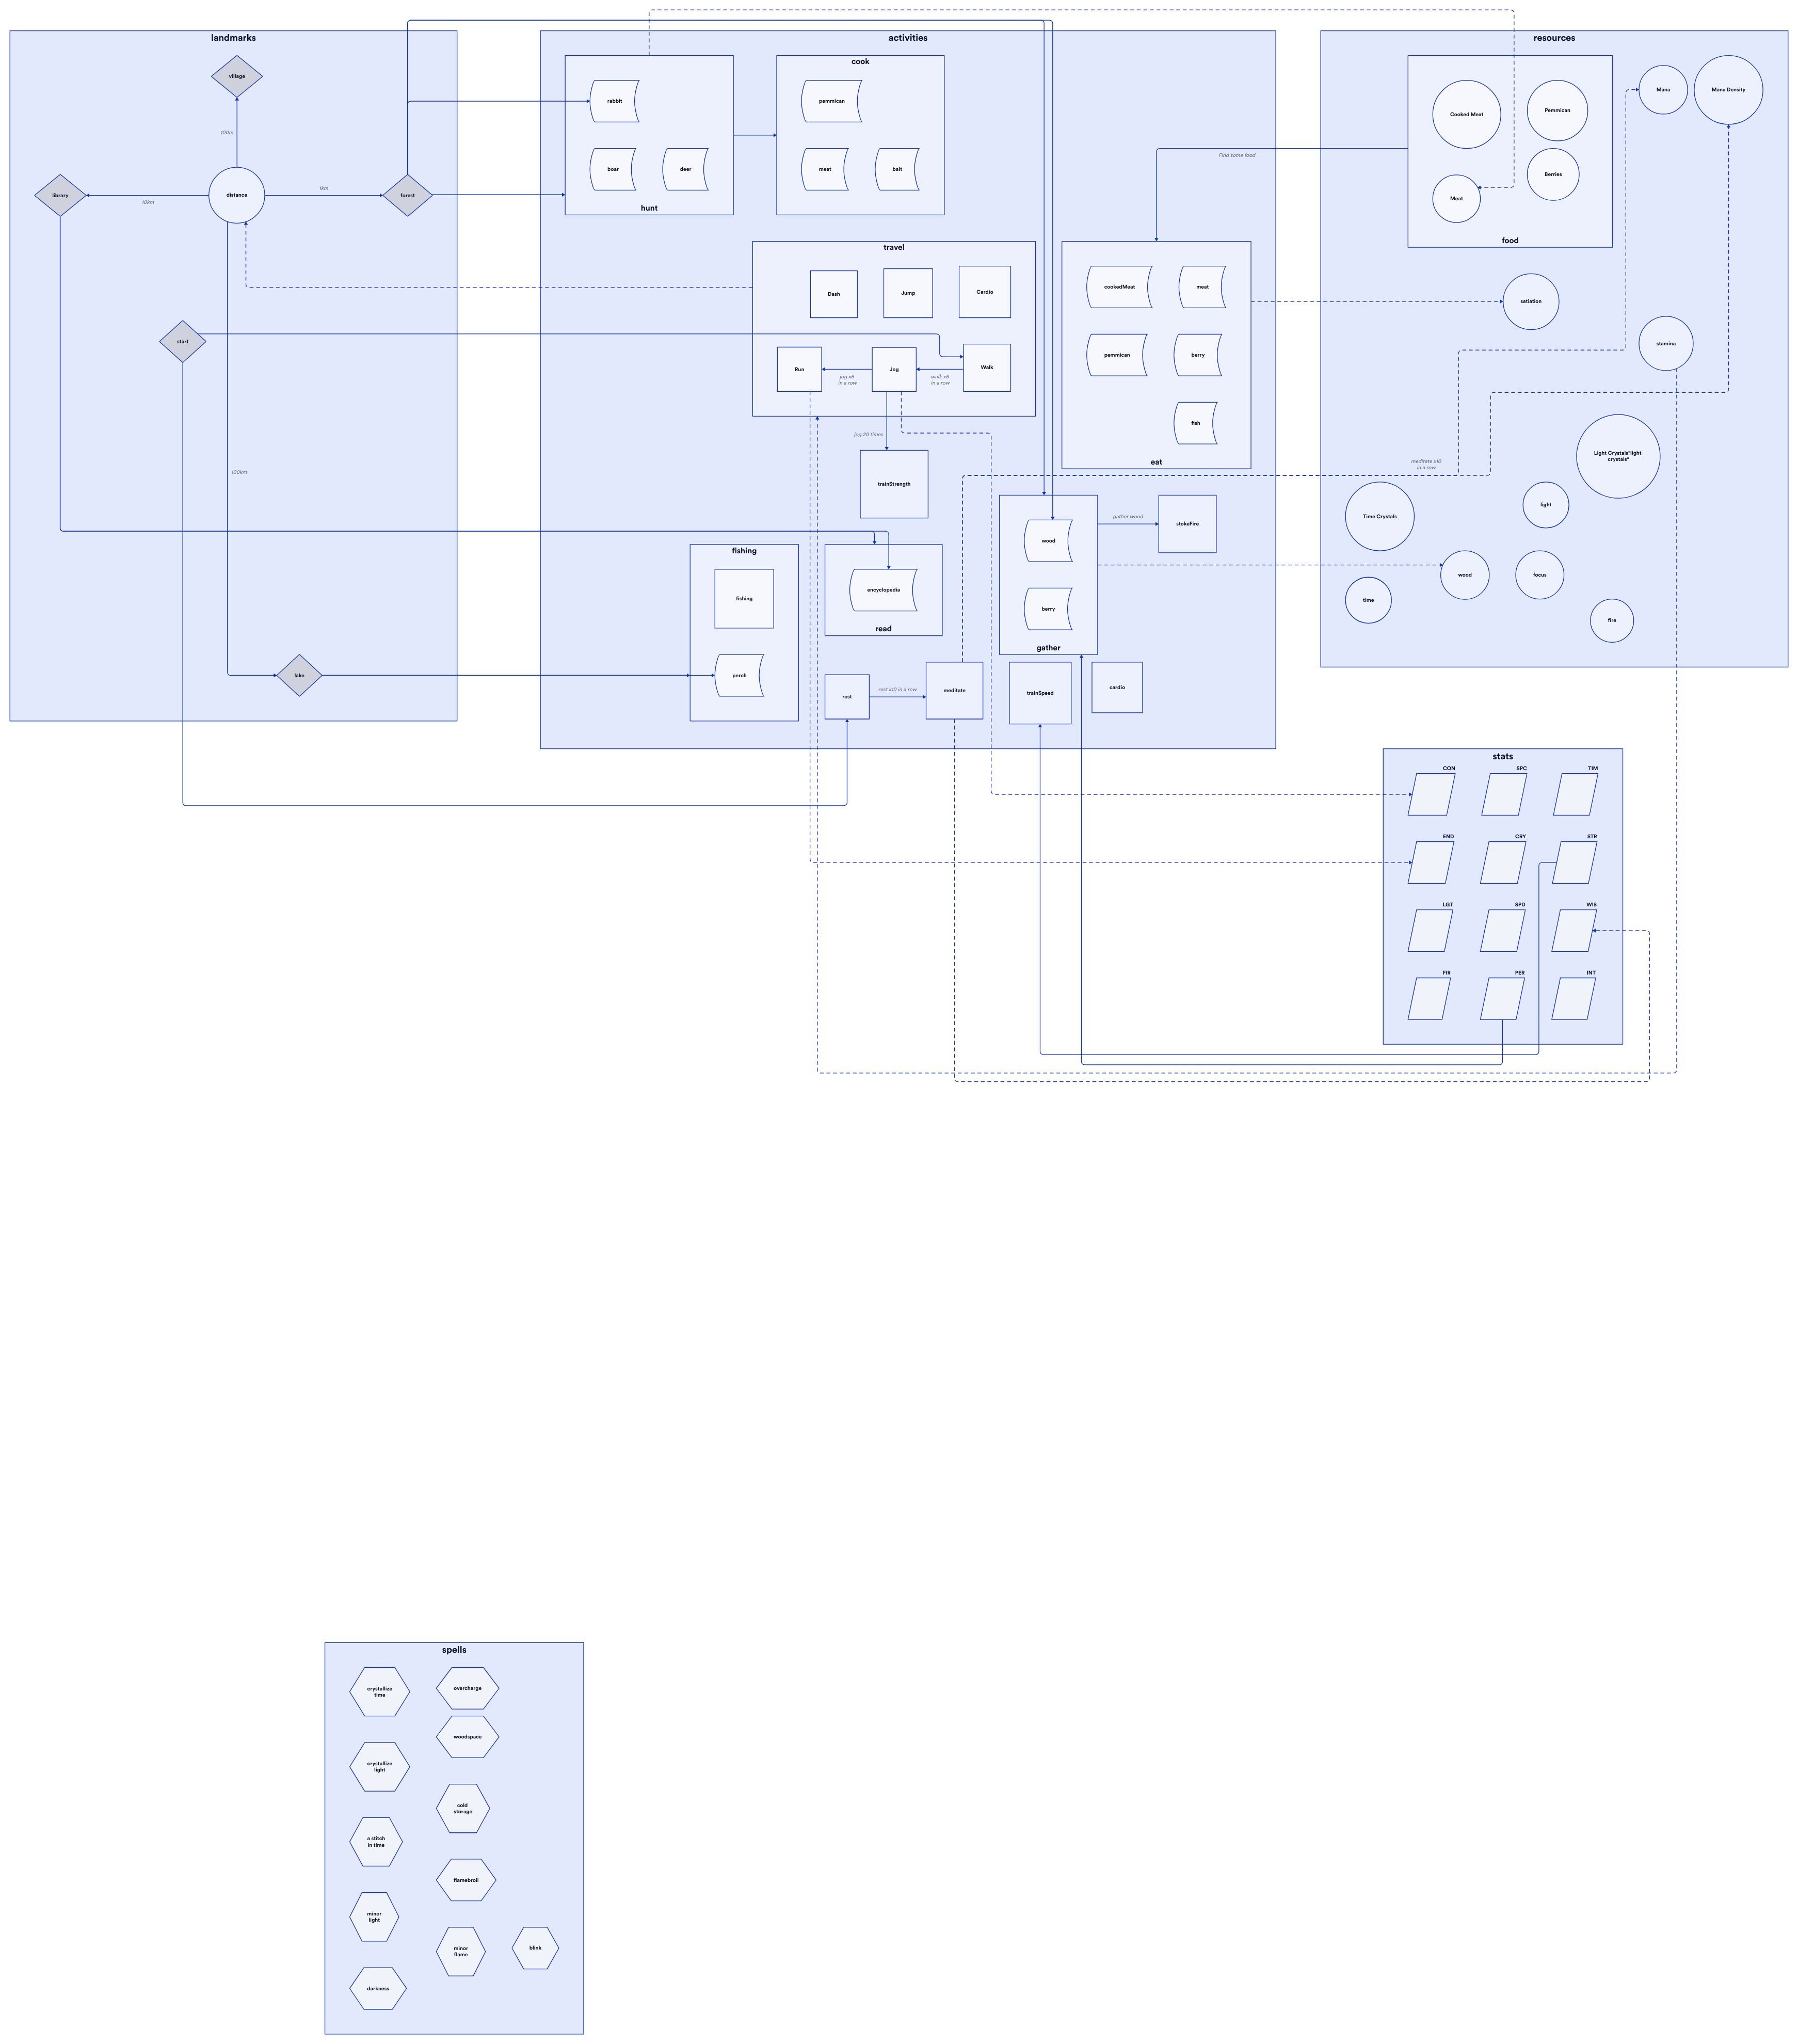 landmarks
village
100m
library
distance
forest
10km
1km
start
100km
lake
activities
rabbit
boar
deer
hunt
cook
pemmican
meat
bait
travel
Dash
Jump
Cardio
Run
Jog
Walk
jog x5
in a row
walk x5
in a row
jog 20 times
trainStrength
cookedMeat
meat
pemmican
berry
fish
eat
fishing
fishing
perch
encyclopedia
read
wood
berry
gather
gather wood
stokeFire
rest
rest x10 in a row
meditate
trainSpeed
cardio
resources
Cooked Meat
Pemmican
Berries
Meat
food
Mana
Mana Density
Find some food
satiation
stamina
Light Crystals"light
crystals"
meditate x10
in a row
Time Crystals
light
wood
focus
time
fire
stats
CON
SPC
TIM
END
CRY
STR
LGT
SPD
WIS
FIR
PER
INT
spells
crystallize
time
overcharge
woodspace
crystallize
light
cold
storage
a stitch
in time
flamebroil
minor
light
minor
flame
blink
darkness